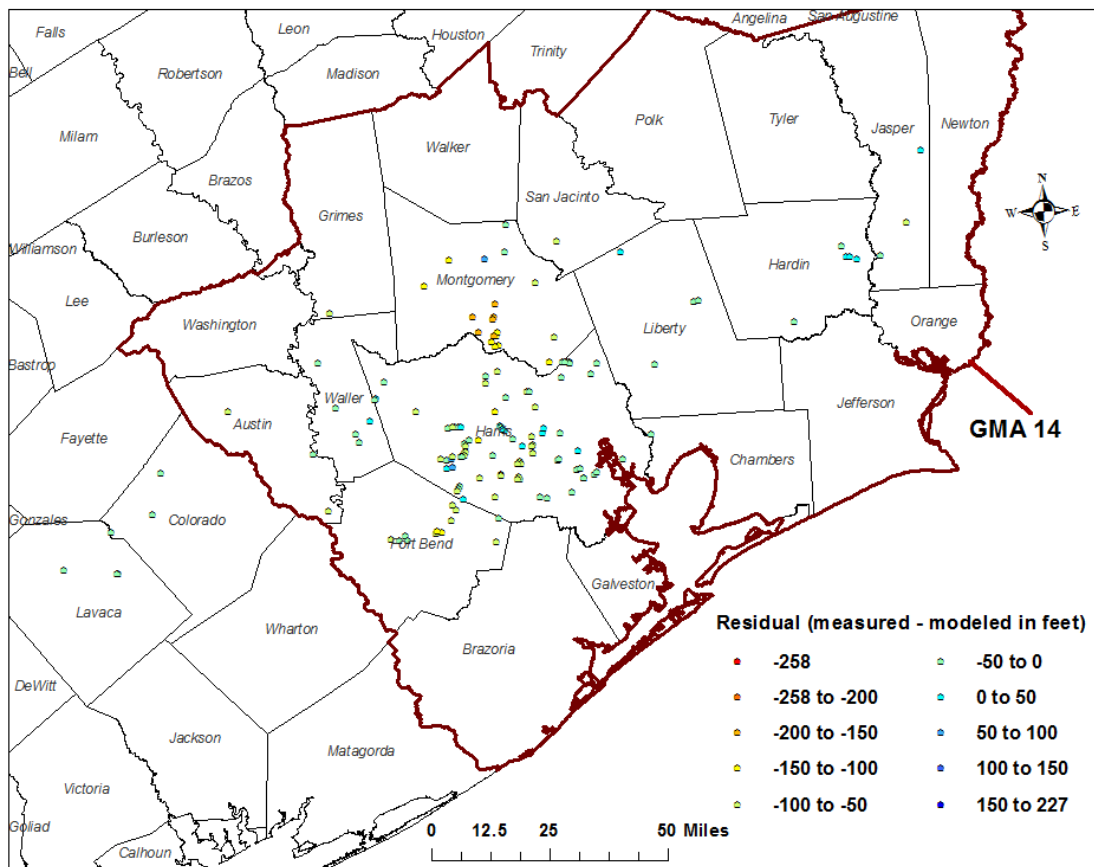 Falls
Leon
Houston
Angelina
San Augustine
Bell
Robertson
Madison
Trinity
Milam
Walker
Polk
Tyler
Jasper
Newton
Brazos
San Jacinto
Grimes
N
W E
S
Williamson
Burleson
Hardin
Lee
Montgomery
Washington
Liberty
Orange
Bastrop
Waller
Jefferson
Fayette
Austin
Harris
GMA 14
Chambers
Gonzales
Colorado
Fort Bend
Galveston
Lavaca
Wharton
Brazoria
DeWitt
Jackson
Matagorda
Victoria
Goliad
Calhoun
Residual (measured - modeled in feet)
-258
-258 to -200
-200 to -150
-150 to -100
-100 to -50
-50 to 0
0 to 50
50 to 100
100 to 150
150 to 227
0 12.5 25 50 Miles